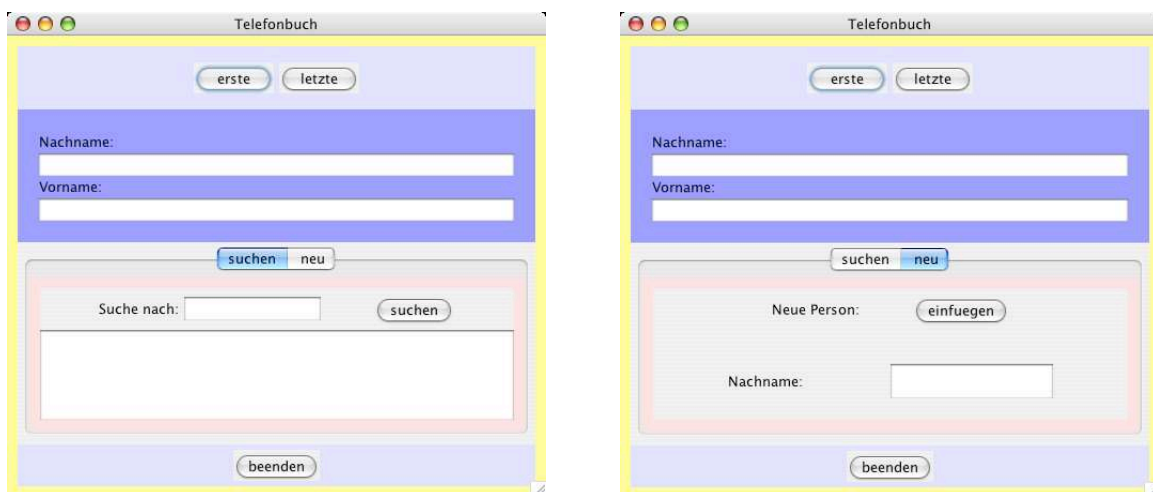 Telefonbuch
erste letzte
Nachname:
Vorname:
suchen neu
Suche nach: suchen
beenden
Telefonbuch
erste letzte
Nachname:
Vorname:
suchen neu
Neue Person: einfuegen
Nachname:
beenden